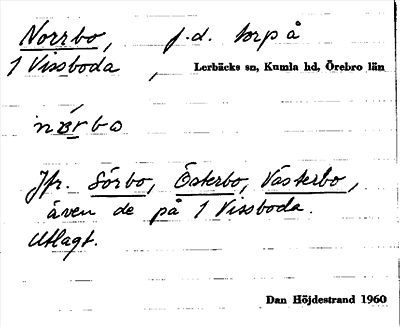 Norrbo, f.d. torp å
1 Vissboda, Lerbäcks sn, Kumla hd, Örebro län
Jfr. Sörbo, Österbo, Västerbo,
även de på 1 Vissboda.
Utlagt.
Dan Höjdestrand 1960